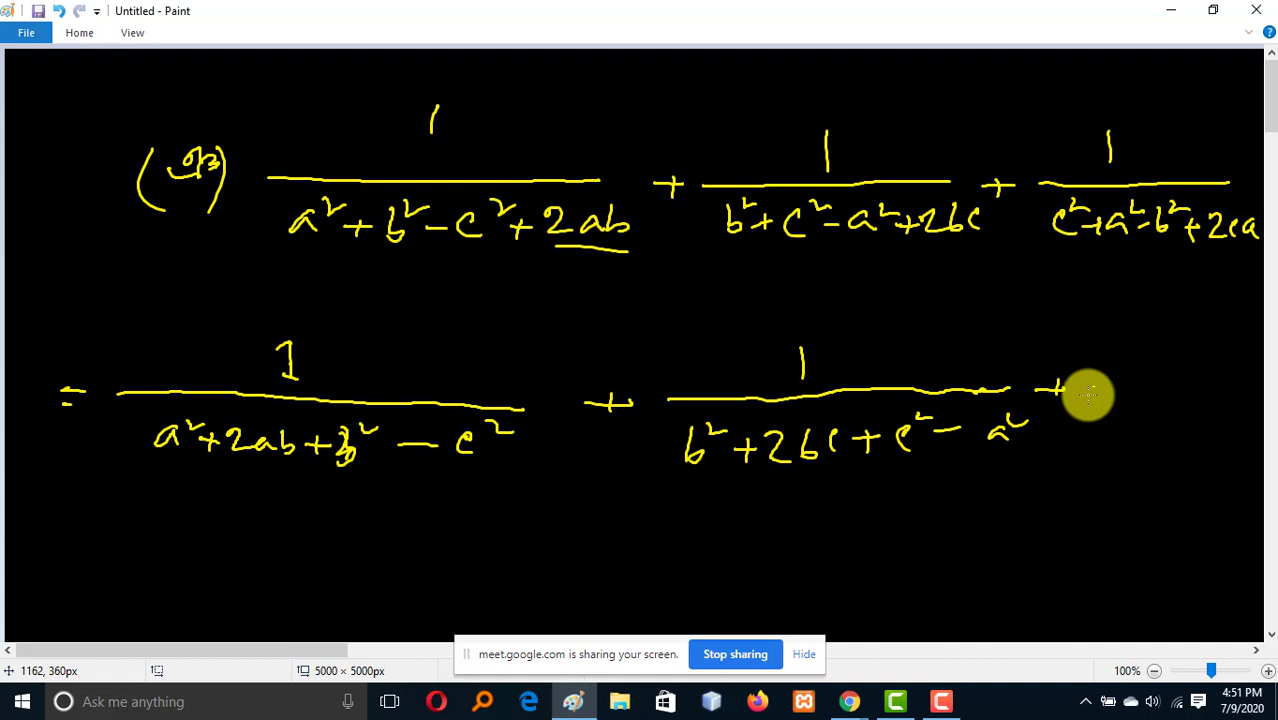 Untitled - Paint
File Home View
1 1 1
a² + b² - c² + 2ab + b² + c² - a² + 2bc + c² + a² - b² + 2ca
= 1 + 1 +
a² + 2ab + b² - c² b² + 2bc + c² - a²
meet.google.com is sharing your screen. Stop sharing Hide
1162, 360px 5000 × 5000px 100%
Ask me anything 4:51 PM
7/9/2020